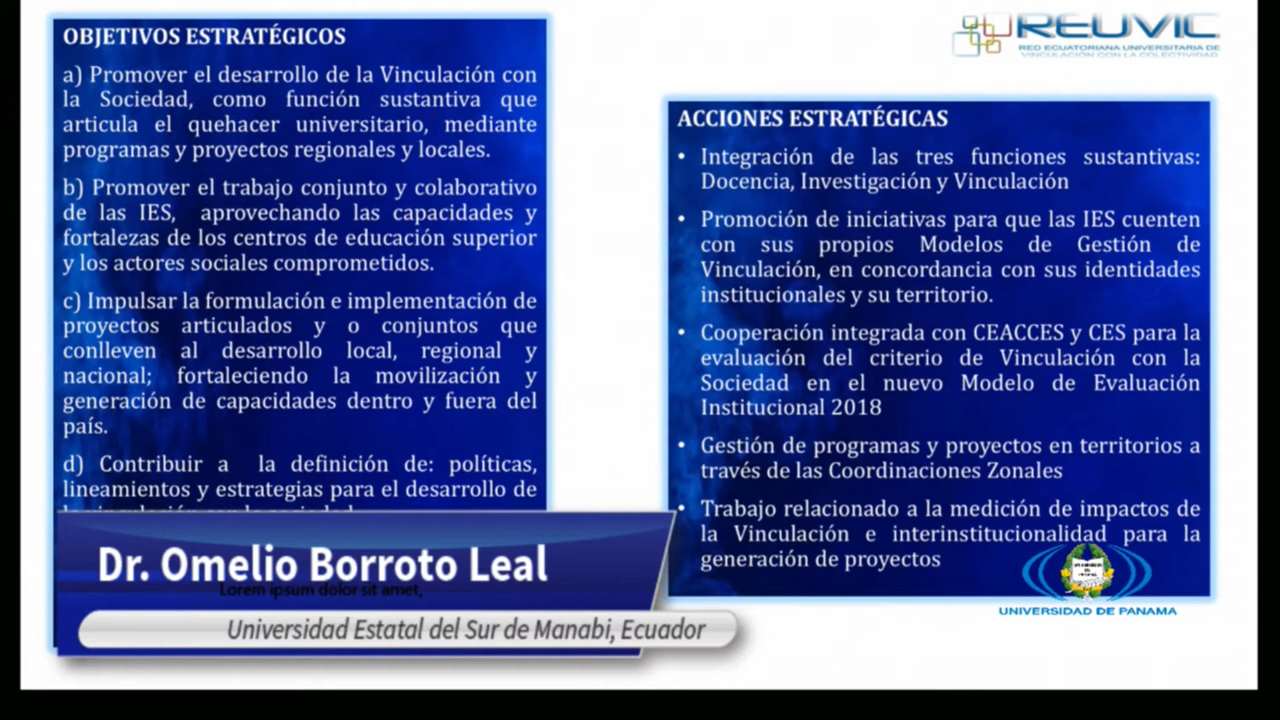 OBJETIVOS ESTRATÉGICOS
a) Promover el desarrollo de la Vinculación con
la Sociedad, como función sustantiva que
articula el quehacer universitario, mediante
programas y proyectos regionales y locales.
b) Promover el trabajo conjunto y colaborativo
de las IES, aprovechando las capacidades y
fortalezas de los centros de educación superior
y los actores sociales comprometidos.
c) Impulsar la formulación e implementación de
proyectos articulados y o conjuntos que
conlleven al desarrollo local, regional y
nacional; fortaleciendo la movilización y
generación de capacidades dentro y fuera del
país.
d) Contribuir a la definición de: políticas,
lineamientos y estrategias para el desarrollo de
REUVIC
RED ECUATORIANA UNIVERSITARIA DE
VINCULACIÓN CON LA COLECTIVIDAD
ACCIONES ESTRATÉGICAS
• Integración de las tres funciones sustantivas:
Docencia, Investigación y Vinculación
• Promoción de iniciativas para que las IES cuenten
con sus propios Modelos de Gestión de
Vinculación, en concordancia con sus identidades
institucionales y su territorio.
• Cooperación integrada con CEACCES y CES para la
evaluación del criterio de Vinculación con la
Sociedad en el nuevo Modelo de Evaluación
Institucional 2018
• Gestión de programas y proyectos en territorios a
través de las Coordinaciones Zonales
• Trabajo relacionado a la medición de impactos de
la Vinculación e interinstitucionalidad para la
generación de proyectos
UNIVERSIDAD DE PANAMA
Dr. Omelio Borroto Leal
Lorem ipsum dolor sit amet,
Universidad Estatal del Sur de Manabi, Ecuador